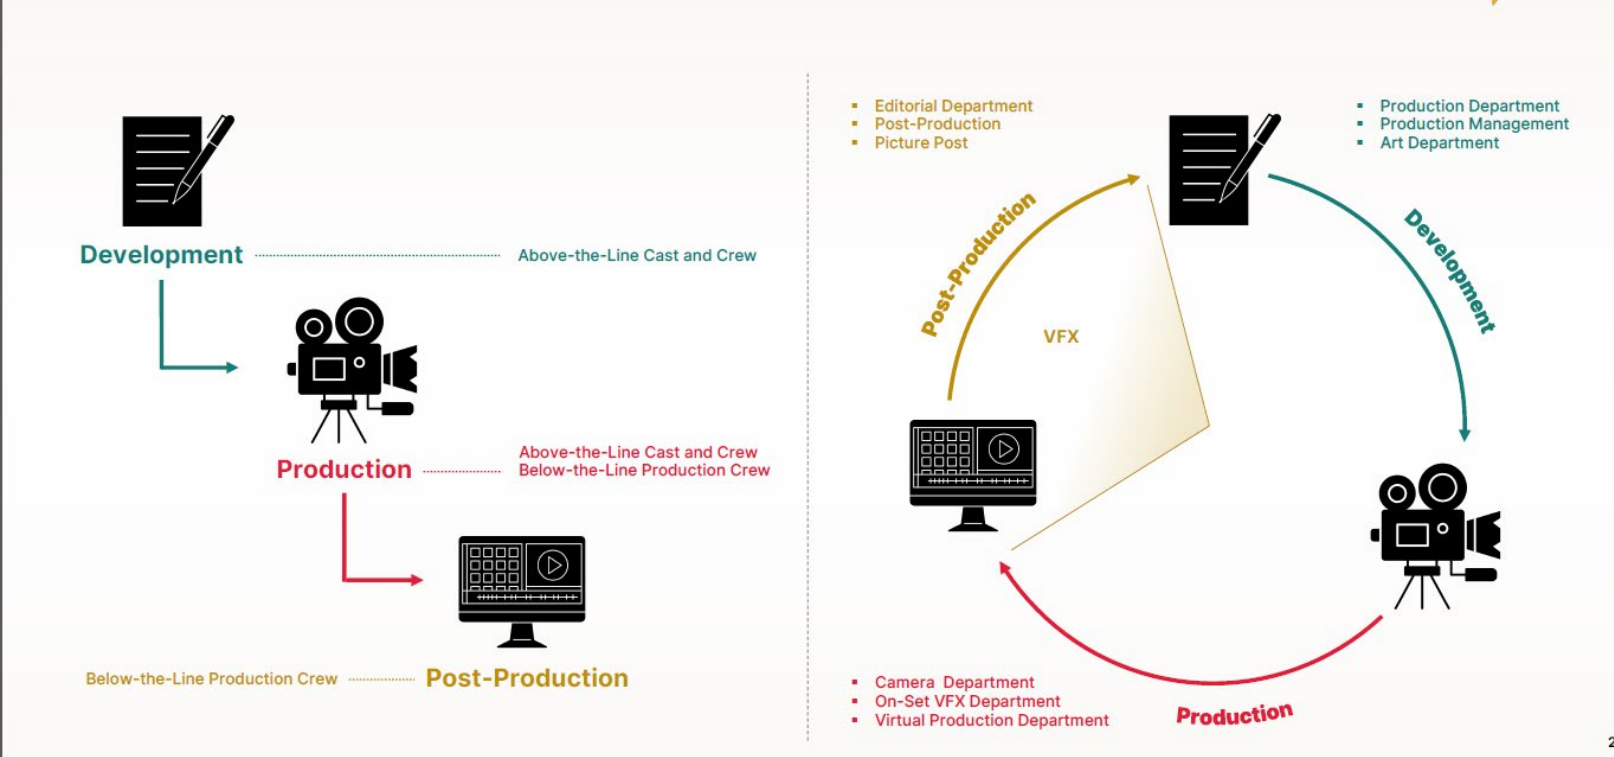 Development
Above-the-Line Cast and Crew
Production
Above-the-Line Cast and Crew
Below-the-Line Production Crew
Below-the-Line Production Crew
Post-Production
Editorial Department
Post-Production
Picture Post
Production Department
Production Management
Art Department
Post-Production
Development
VFX
Camera Department
On-Set VFX Department
Virtual Production Department
Production
2